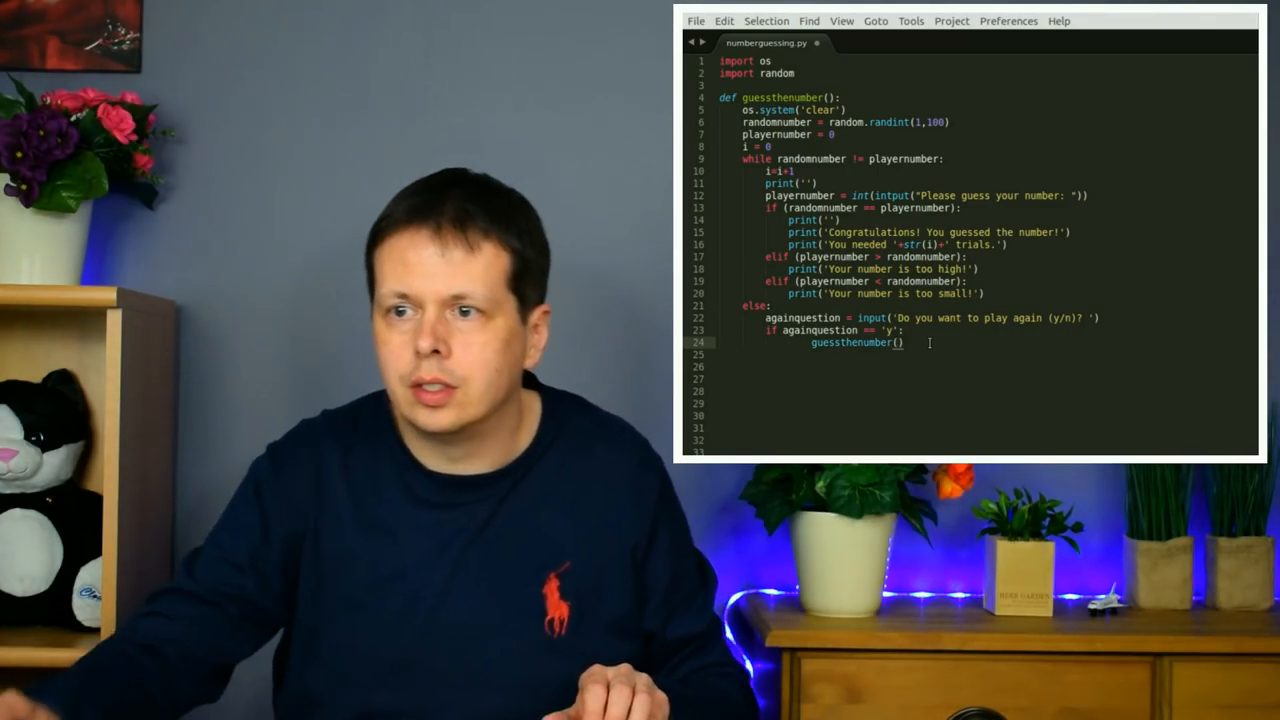 File Edit Selection Find View Goto Tools Project Preferences Help
numberguessing.py
1 import os
2 import random
3
4 def guessthenumber():
5 os.system('clear')
6 randomnumber = random.randint(1,100)
7 playernumber = 0
8 i = 0
9 while randomnumber != playernumber:
10 i=i+1
11 print('')
12 playernumber = int(intput("Please guess your number: "))
13 if (randomnumber == playernumber):
14 print('')
15 print('Congratulations! You guessed the number!')
16 print('You needed '+str(i)+' trials.')
17 elif (playernumber > randomnumber):
18 print('Your number is too high!')
19 elif (playernumber < randomnumber):
20 print('Your number is too small!')
21 else:
22 againquestion = input('Do you want to play again (y/n)? ')
23 if againquestion == 'y':
24 guessthenumber()
25
26
27
28
29
30
31
32
33
HERB GARDEN